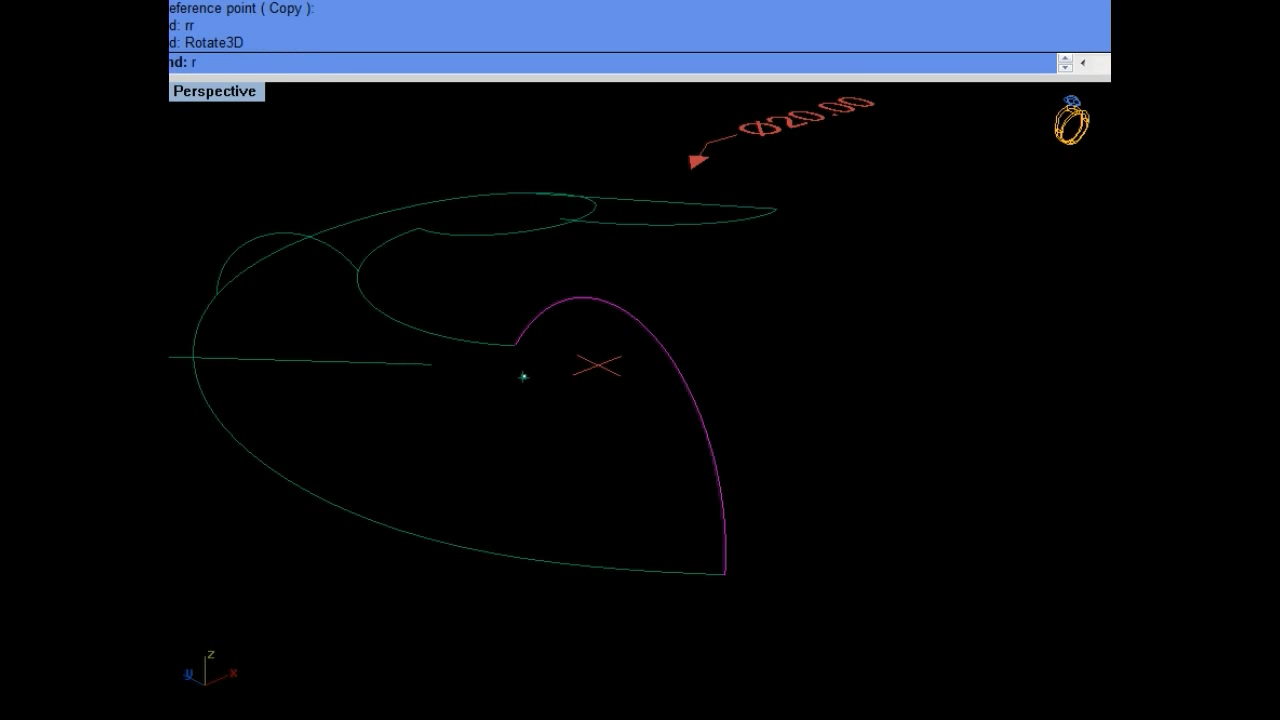 eference point ( Copy ):
d: rr
d: Rotate3D
nd: r
Perspective
Ø20.00
z
y x